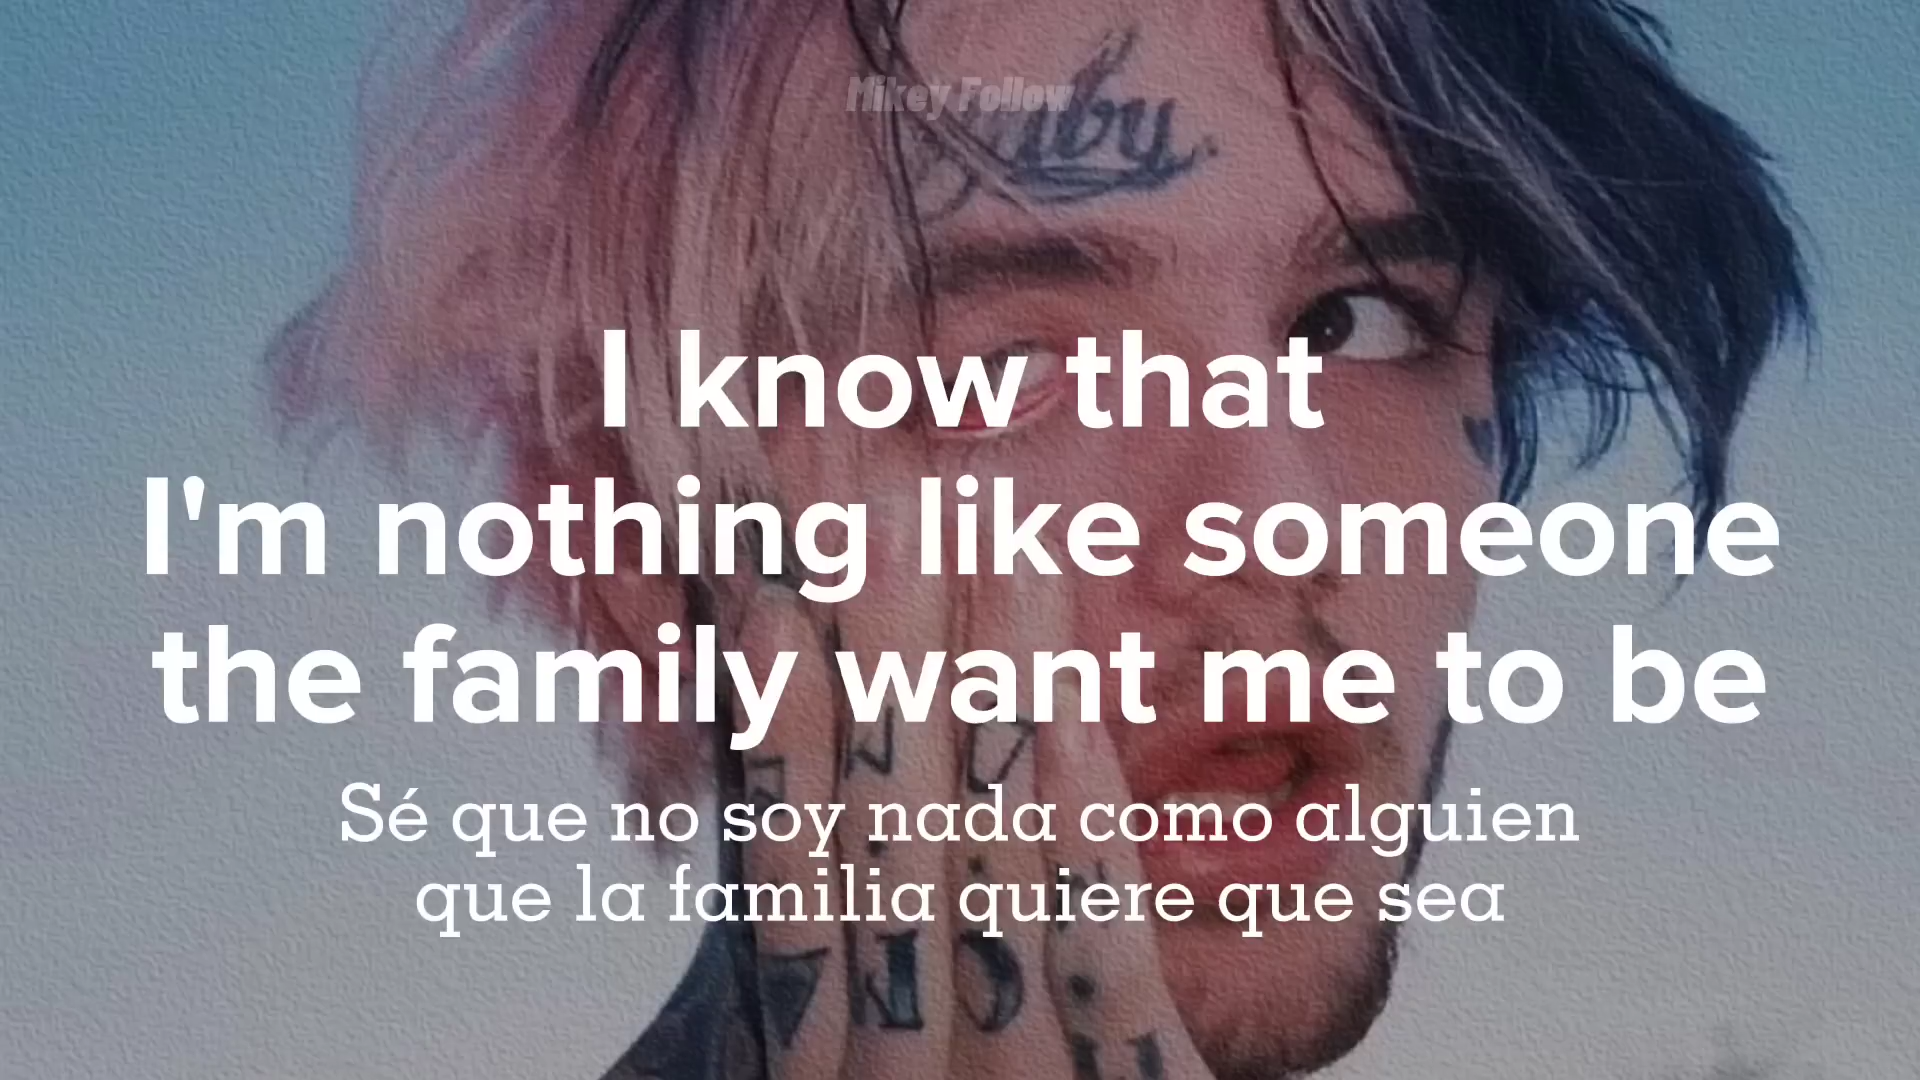 Mikey Follow
I know that
I'm nothing like someone
the family want me to be
Sé que no soy nada como alguien
que la familia quiere que sea